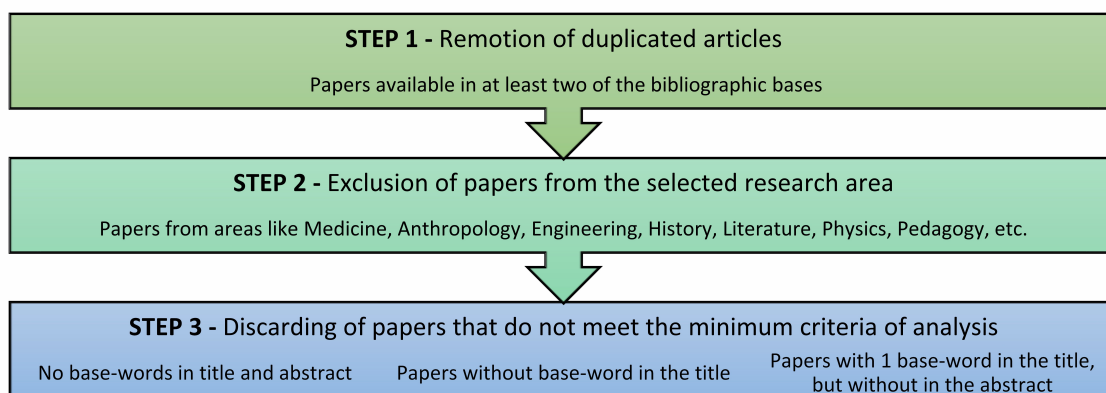 STEP 1 - Remotion of duplicated articles
Papers available in at least two of the bibliographic bases
STEP 2 - Exclusion of papers from the selected research area
Papers from areas like Medicine, Anthropology, Engineering, History, Literature, Physics, Pedagogy, etc.
STEP 3 - Discarding of papers that do not meet the minimum criteria of analysis
No base-words in title and abstract
Papers without base-word in the title
Papers with 1 base-word in the title,
but without in the abstract